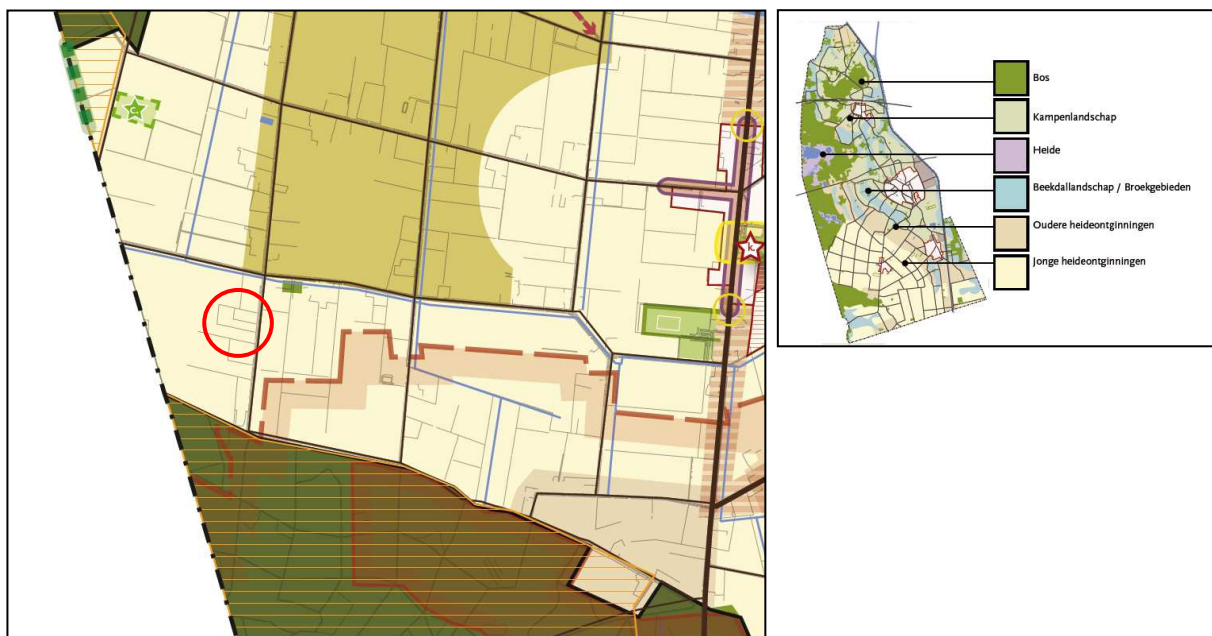 c.
k.
Bos
Kampenlandschap
Heide
Beekdallandschap / Broekgebieden
Oudere heideontginningen
Jonge heideontginningen